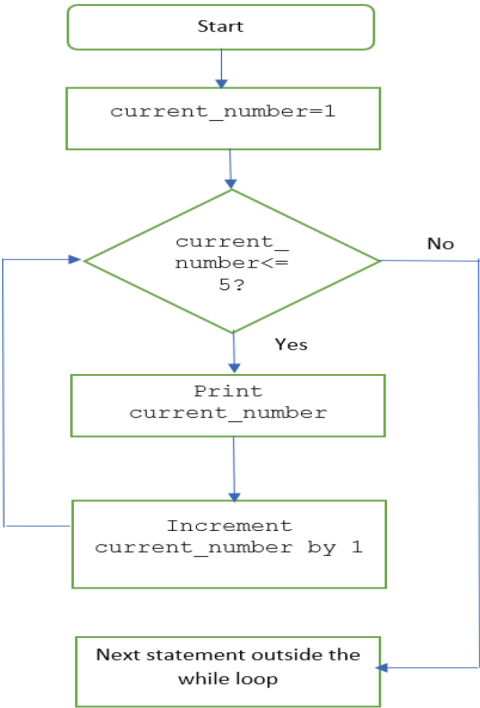 Start
current_number=1
current_
number<=
5?
No
Yes
Print
current_number
Increment
current_number by 1
Next statement outside the
while loop